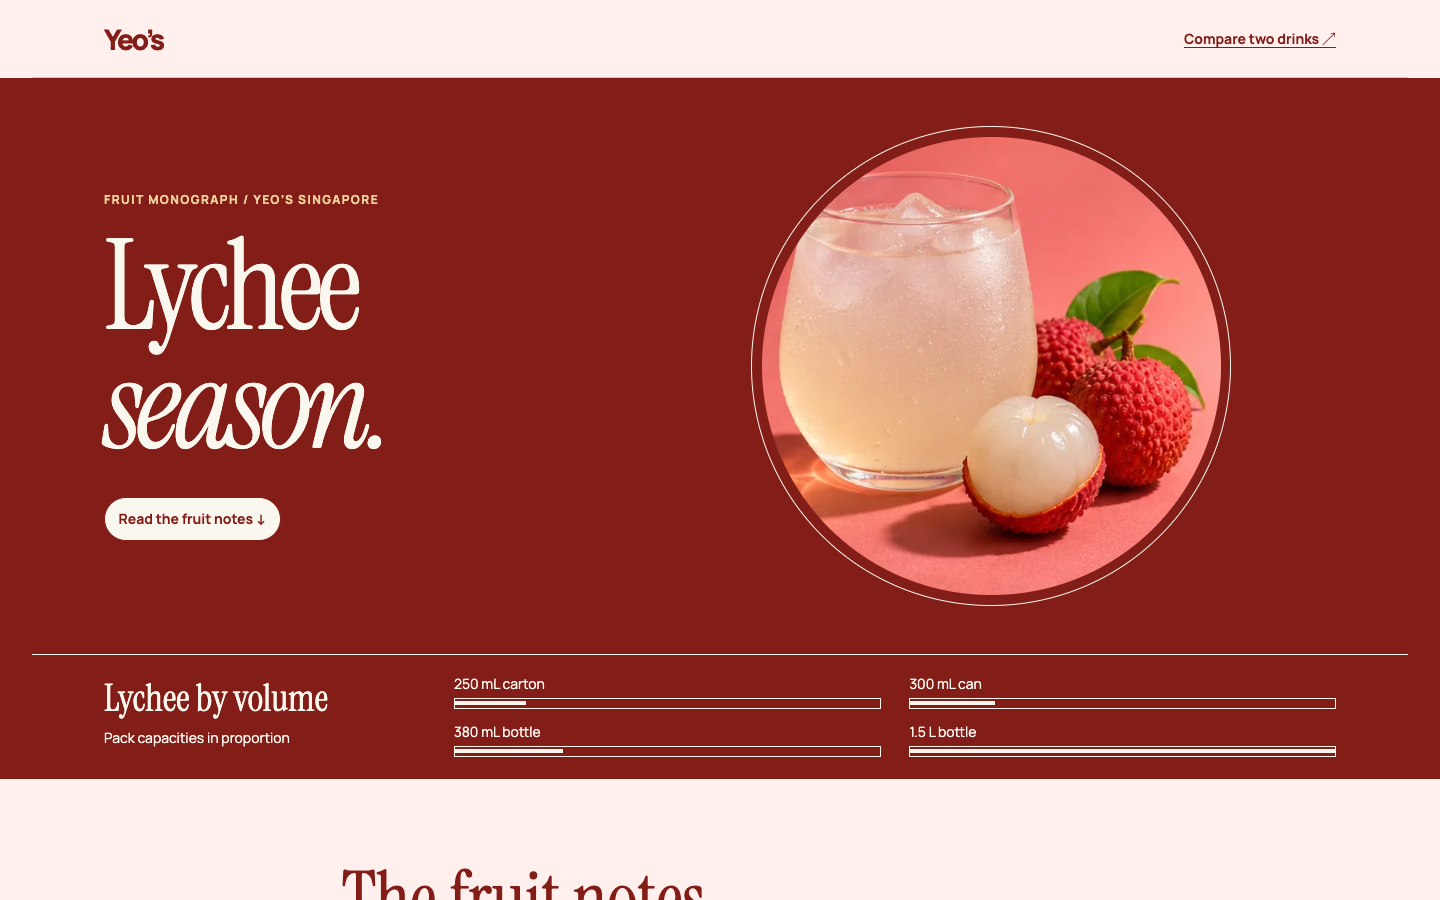 Yeo's
Compare two drinks ↗
FRUIT MONOGRAPH / YEO'S SINGAPORE
Lychee
season.
Read the fruit notes ↓
Lychee by volume
Pack capacities in proportion
250 mL carton
300 mL can
380 mL bottle
1.5 L bottle
The fruit notes